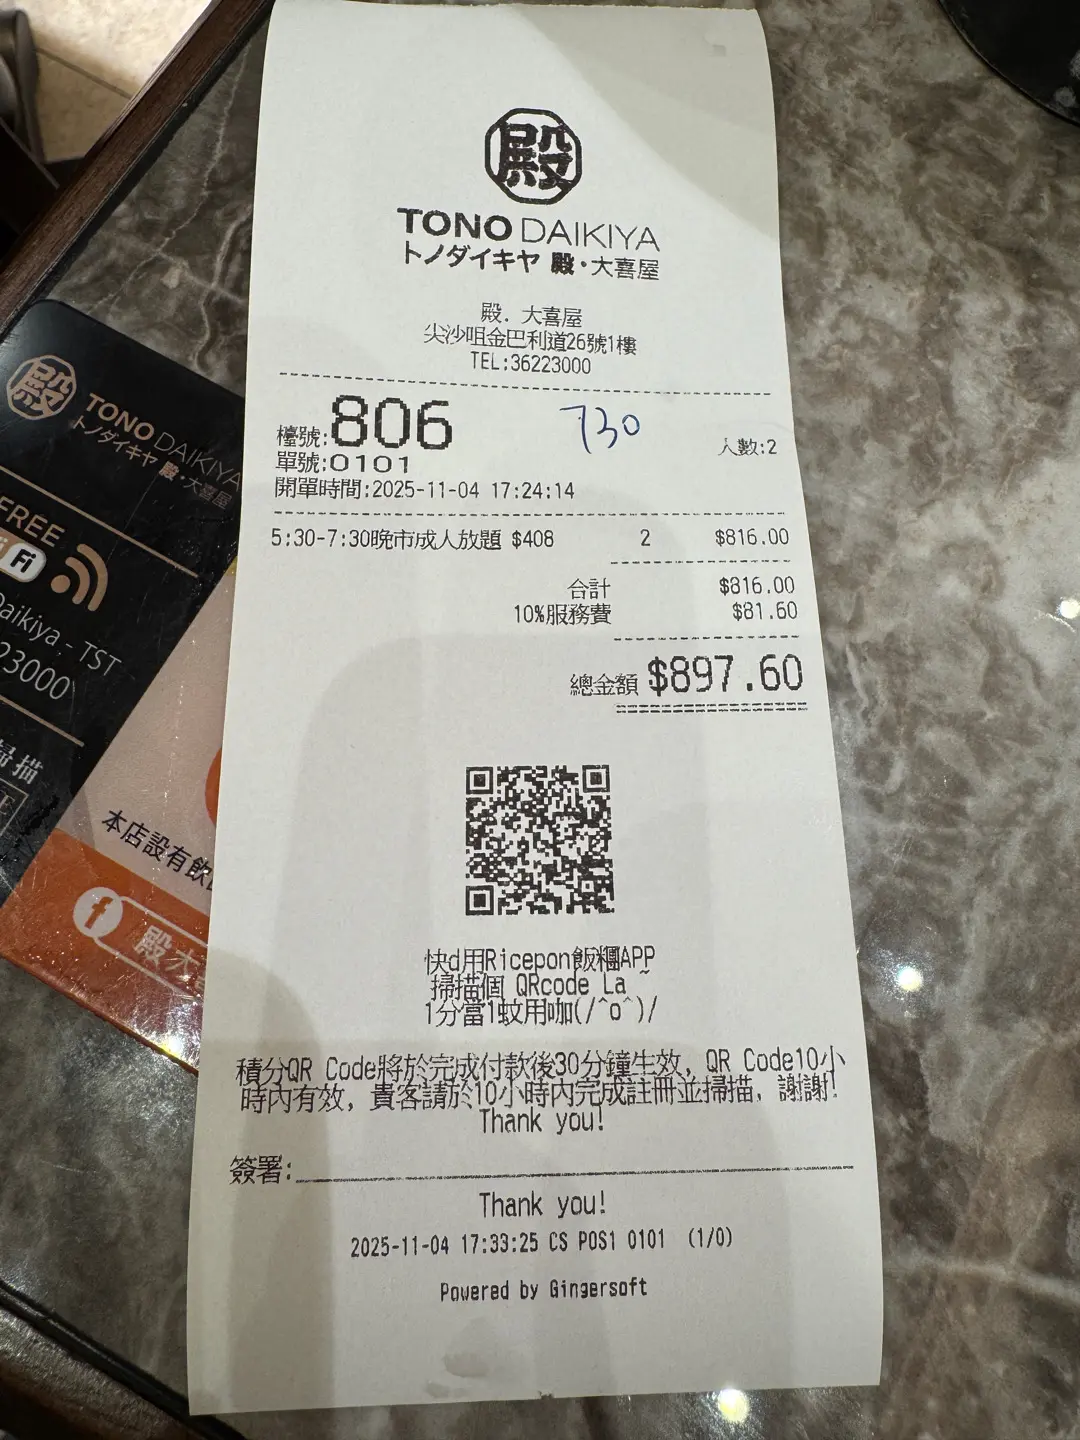 殿
TONO DAIKIYA
トノダイキヤ 殿・大喜屋
殿．大喜屋
尖沙咀金巴利道26號1樓
TEL:36223000
檯號:806
730
人數:2
單號:0101
開單時間:2025-11-04 17:24:14
5:30-7:30晚市成人放題 $408 2 $816.00
合計 $816.00
10%服務費 $81.60
總金額 $897.60
快d用Ricepon飯糰APP
掃描個 QRcode La~
1分當1蚊用㗎(/^o^)/
積分QR Code將於完成付款後30分鐘生效, QR Code10小
時內有效, 貴客請於10小時內完成註冊並掃描, 謝謝!
Thank you!
簽署:
Thank you!
2025-11-04 17:33:25 CS POS1 0101 (1/0)
Powered by Gingersoft
殿
TONO DAIKIYA
トノダイキヤ 殿・大喜屋
FREE
Fi
Daikiya - TST
23000
掃描
本店設有飲
f
殿大